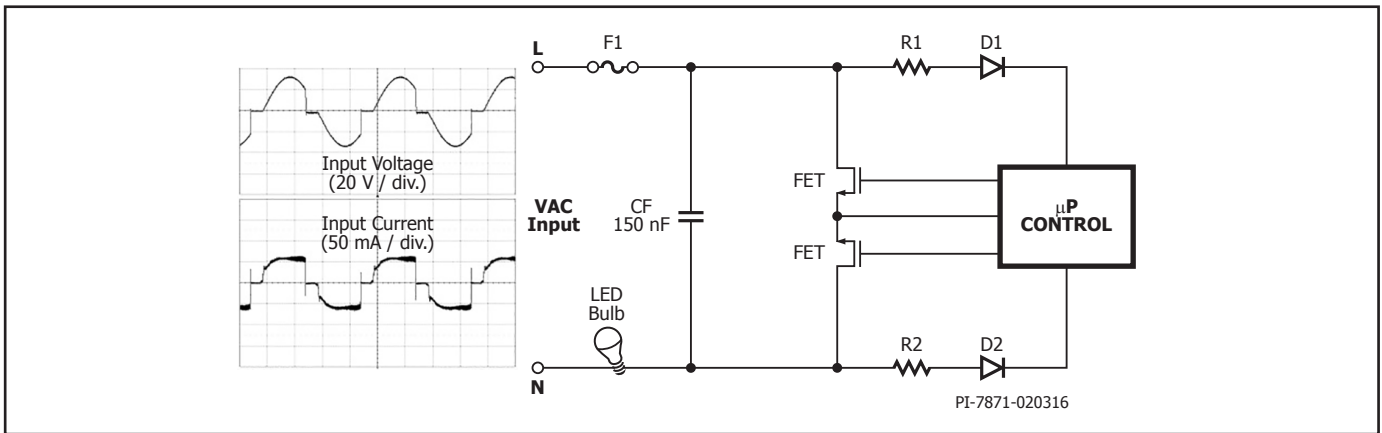 Input Voltage
(20 V / div.)
Input Current
(50 mA / div.)
L
F1
VAC
Input
CF
150 nF
LED
Bulb
N
R1
D1
FET
FET
µP
CONTROL
R2
D2
PI-7871-020316